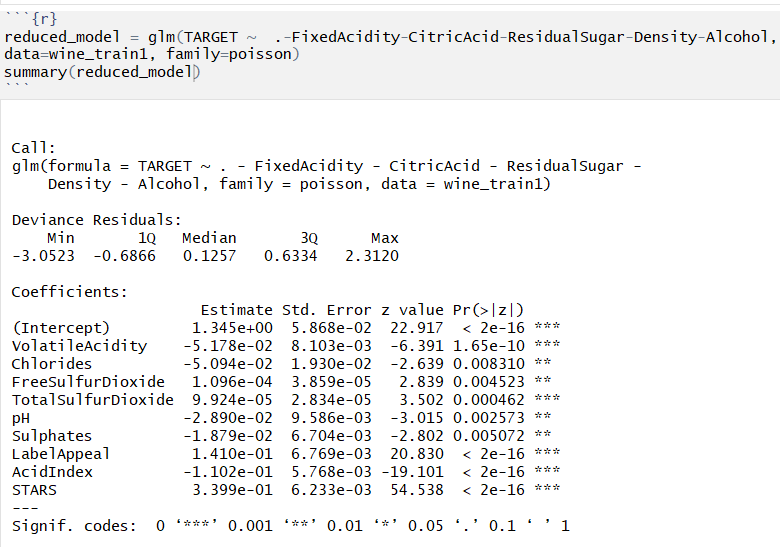 ```{r}
reduced_model = glm(TARGET ~  .-FixedAcidity-CitricAcid-ResidualSugar-Density-Alcohol,
data=wine_train1, family=poisson)
summary(reduced_model)
```
Call:
glm(formula = TARGET ~ . - FixedAcidity - CitricAcid - ResidualSugar -
    Density - Alcohol, family = poisson, data = wine_train1)
Deviance Residuals:
    Min       1Q   Median       3Q      Max
-3.0523  -0.6866   0.1257   0.6334   2.3120
Coefficients:
                     Estimate Std. Error z value Pr(>|z|)
(Intercept)         1.345e+00  5.868e-02  22.917  < 2e-16 ***
VolatileAcidity    -5.178e-02  8.103e-03  -6.391 1.65e-10 ***
Chlorides          -5.094e-02  1.930e-02  -2.639 0.008310 **
FreeSulfurDioxide   1.096e-04  3.859e-05   2.839 0.004523 **
TotalSulfurDioxide  9.924e-05  2.834e-05   3.502 0.000462 ***
pH                 -2.890e-02  9.586e-03  -3.015 0.002573 **
Sulphates          -1.879e-02  6.704e-03  -2.802 0.005072 **
LabelAppeal         1.410e-01  6.769e-03  20.830  < 2e-16 ***
AcidIndex          -1.102e-01  5.768e-03 -19.101  < 2e-16 ***
STARS               3.399e-01  6.233e-03  54.538  < 2e-16 ***
---
Signif. codes:  0 ‘***’ 0.001 ‘**’ 0.01 ‘*’ 0.05 ‘.’ 0.1 ‘ ’ 1